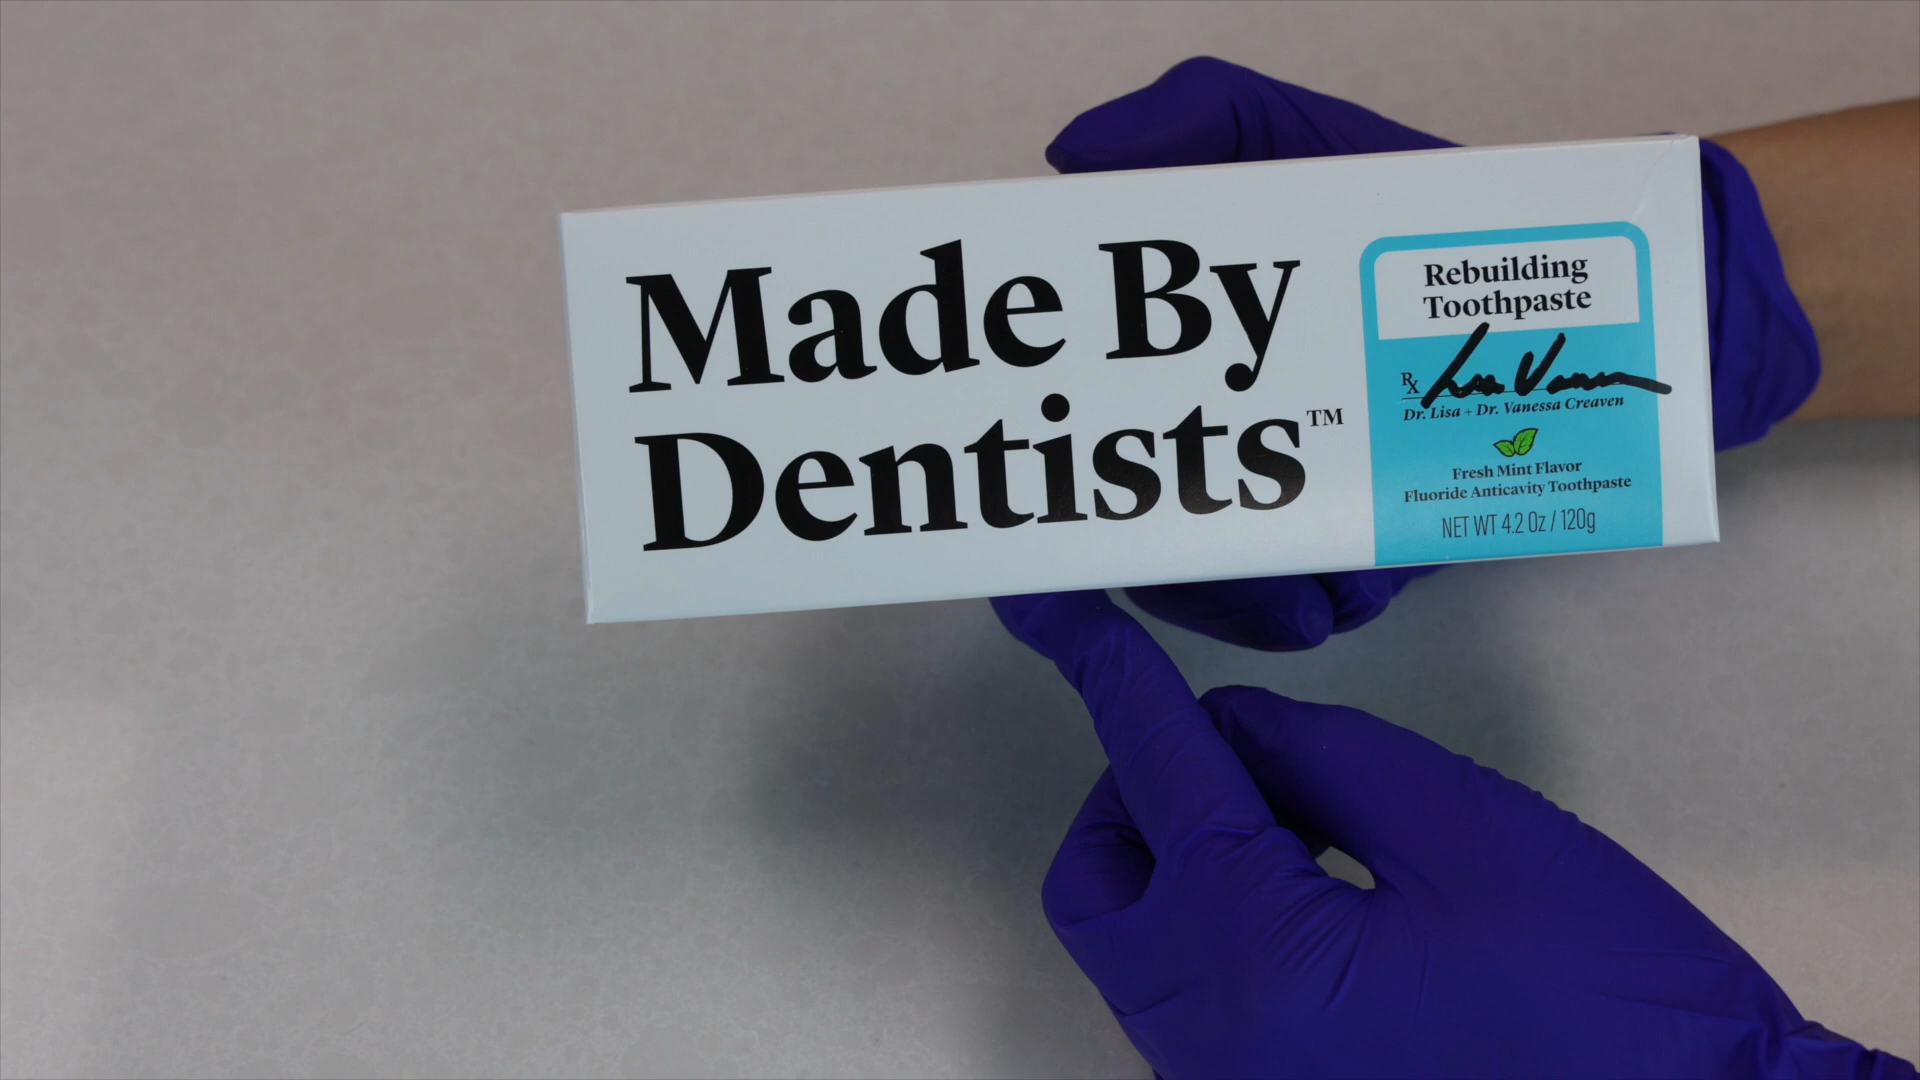 Made By
Dentists™
Rebuilding
Toothpaste
Rx
Dr. Lisa + Dr. Vanessa Creaven
Fresh Mint Flavor
Fluoride Anticavity Toothpaste
NET WT 4.2 Oz / 120g